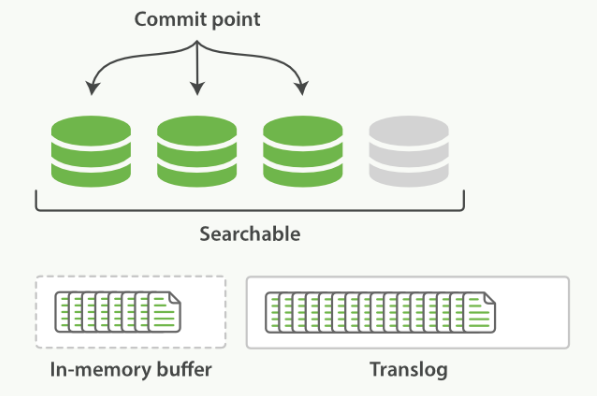 Commit point
Searchable
In-memory buffer
Translog